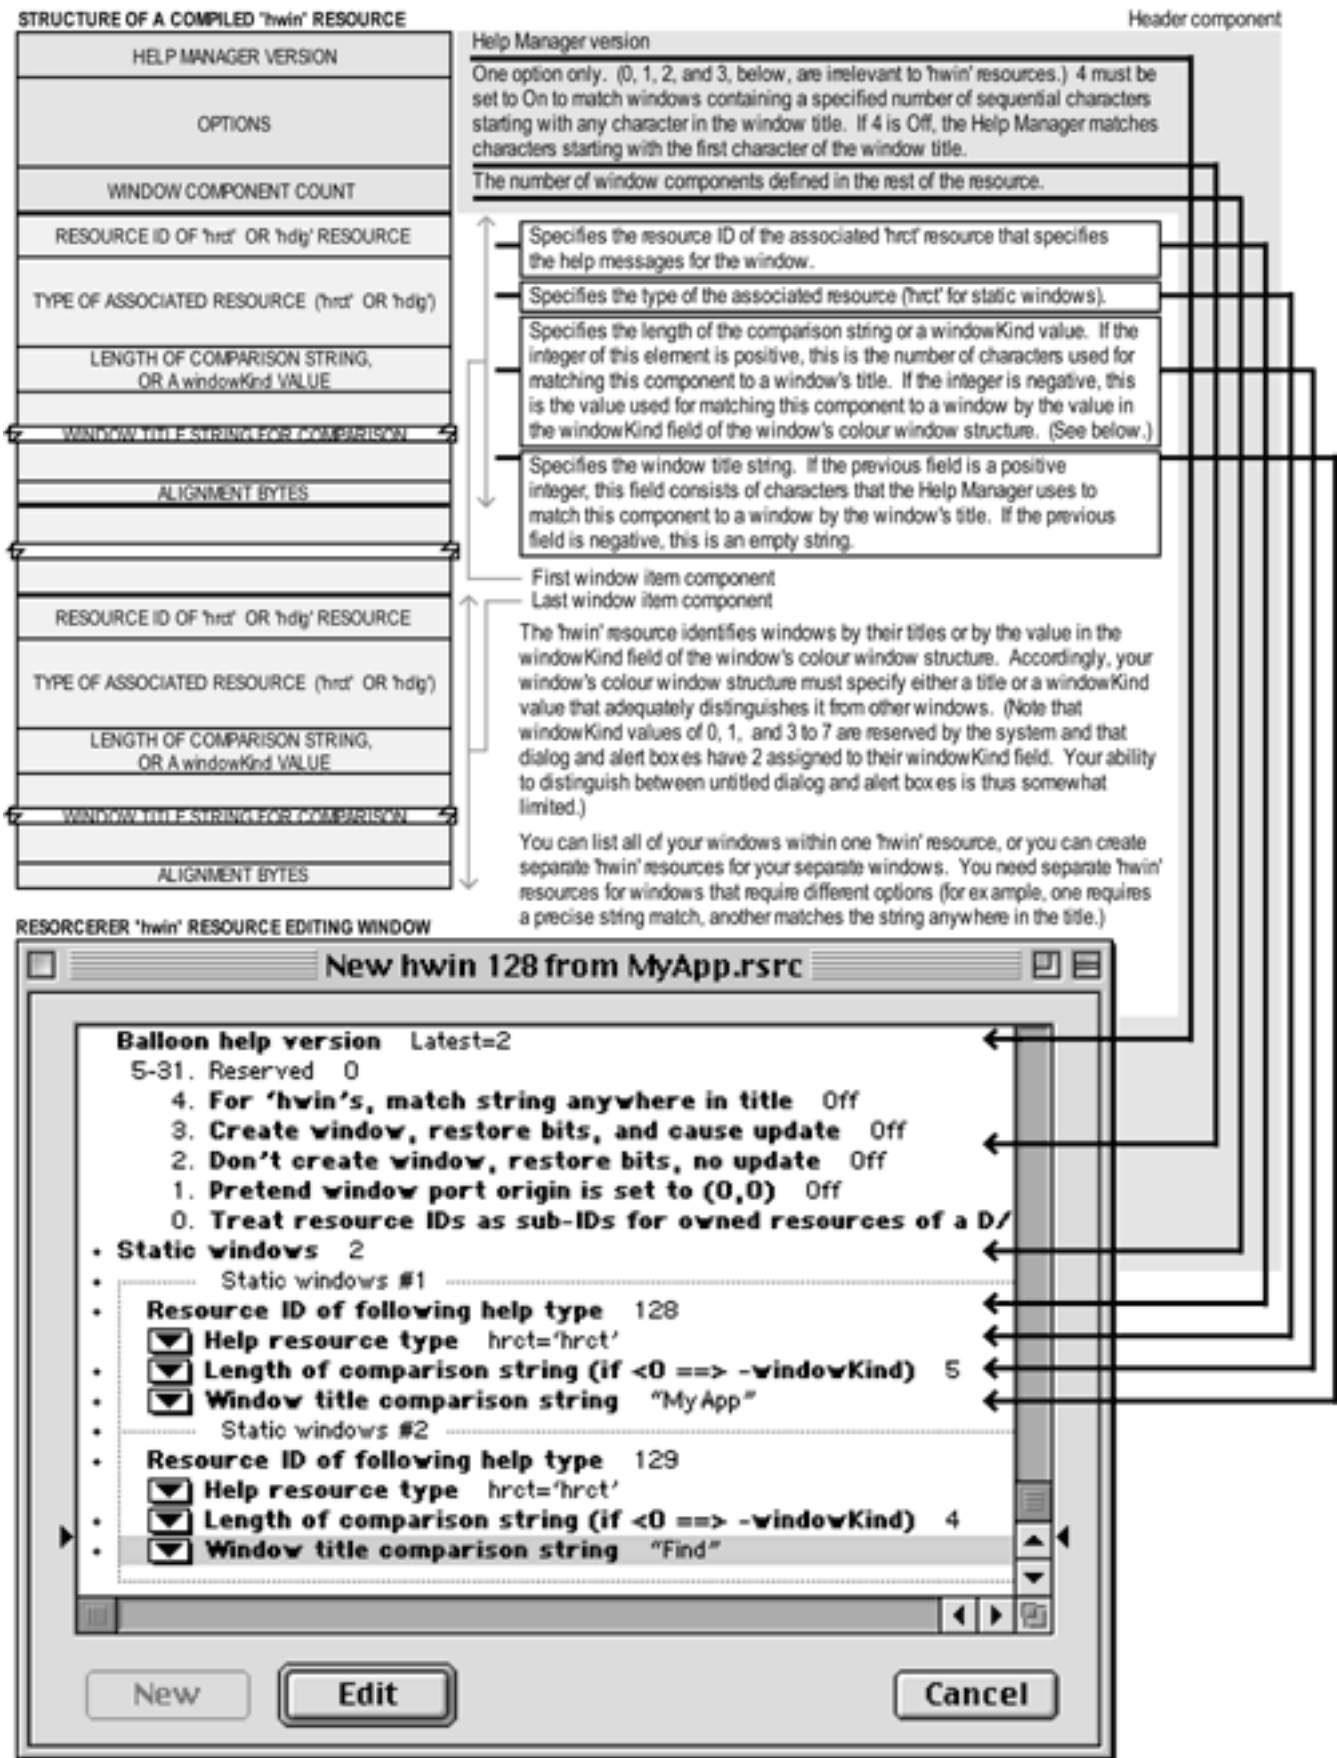 STRUCTURE OF A COMPILED 'hwin' RESOURCE
Header component
HELP MANAGER VERSION
OPTIONS
WINDOW COMPONENT COUNT
RESOURCE ID OF 'hrct' OR 'hdlg' RESOURCE
TYPE OF ASSOCIATED RESOURCE ('hrct' OR 'hdlg')
LENGTH OF COMPARISON STRING,
OR A windowKind VALUE
WINDOW TITLE STRING FOR COMPARISON
ALIGNMENT BYTES
RESOURCE ID OF 'hrct' OR 'hdlg' RESOURCE
TYPE OF ASSOCIATED RESOURCE ('hrct' OR 'hdlg')
LENGTH OF COMPARISON STRING,
OR A windowKind VALUE
WINDOW TITLE STRING FOR COMPARISON
ALIGNMENT BYTES
Help Manager version
One option only. (0, 1, 2, and 3, below, are irrelevant to 'hwin' resources.) 4 must be
set to On to match windows containing a specified number of sequential characters
starting with any character in the window title. If 4 is Off, the Help Manager matches
characters starting with the first character of the window title.
The number of window components defined in the rest of the resource.
Specifies the resource ID of the associated 'hrct' resource that specifies
the help messages for the window.
Specifies the type of the associated resource ('hrct' for static windows).
Specifies the length of the comparison string or a windowKind value. If the
integer of this element is positive, this is the number of characters used for
matching this component to a window's title. If the integer is negative, this
is the value used for matching this component to a window by the value in
the windowKind field of the window's colour window structure. (See below.)
Specifies the window title string. If the previous field is a positive
integer, this field consists of characters that the Help Manager uses to
match this component to a window by the window's title. If the previous
field is negative, this is an empty string.
First window item component
Last window item component
The 'hwin' resource identifies windows by their titles or by the value in the
windowKind field of the window's colour window structure. Accordingly, your
window's colour window structure must specify either a title or a windowKind
value that adequately distinguishes it from other windows. (Note that
windowKind values of 0, 1, and 3 to 7 are reserved by the system and that
dialog and alert boxes have 2 assigned to their windowKind field. Your ability
to distinguish between untitled dialog and alert boxes is thus somewhat
limited.)
You can list all of your windows within one 'hwin' resource, or you can create
separate 'hwin' resources for your separate windows. You need separate 'hwin'
resources for windows that require different options (for example, one requires
a precise string match, another matches the string anywhere in the title.)
RESORCERER 'hwin' RESOURCE EDITING WINDOW
New hwin 128 from MyApp.rsrc
Balloon help version Latest=2
5-31. Reserved 0
4. For 'hwin's, match string anywhere in title Off
3. Create window, restore bits, and cause update Off
2. Don't create window, restore bits, no update Off
1. Pretend window port origin is set to (0,0) Off
0. Treat resource IDs as sub-IDs for owned resources of a D/
• Static windows 2
• Static windows #1
• Resource ID of following help type 128
Help resource type hrct='hrct'
• Length of comparison string (if <0 ==> -windowKind) 5
• Window title comparison string "MyApp"
• Static windows #2
• Resource ID of following help type 129
Help resource type hrct='hrct'
• Length of comparison string (if <0 ==> -windowKind) 4
• Window title comparison string "Find"
New
Edit
Cancel